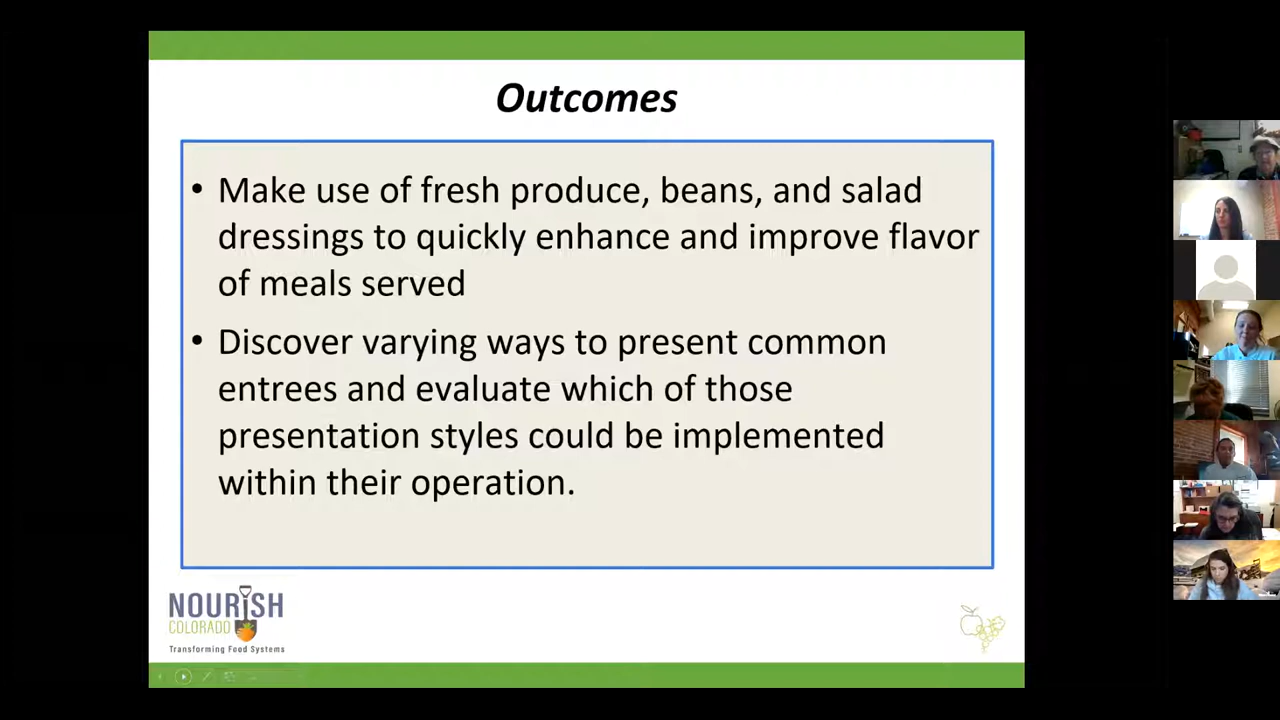 Outcomes
• Make use of fresh produce, beans, and salad
dressings to quickly enhance and improve flavor
of meals served
• Discover varying ways to present common
entrees and evaluate which of those
presentation styles could be implemented
within their operation.
NOURISH
COLORADO
Transforming Food Systems